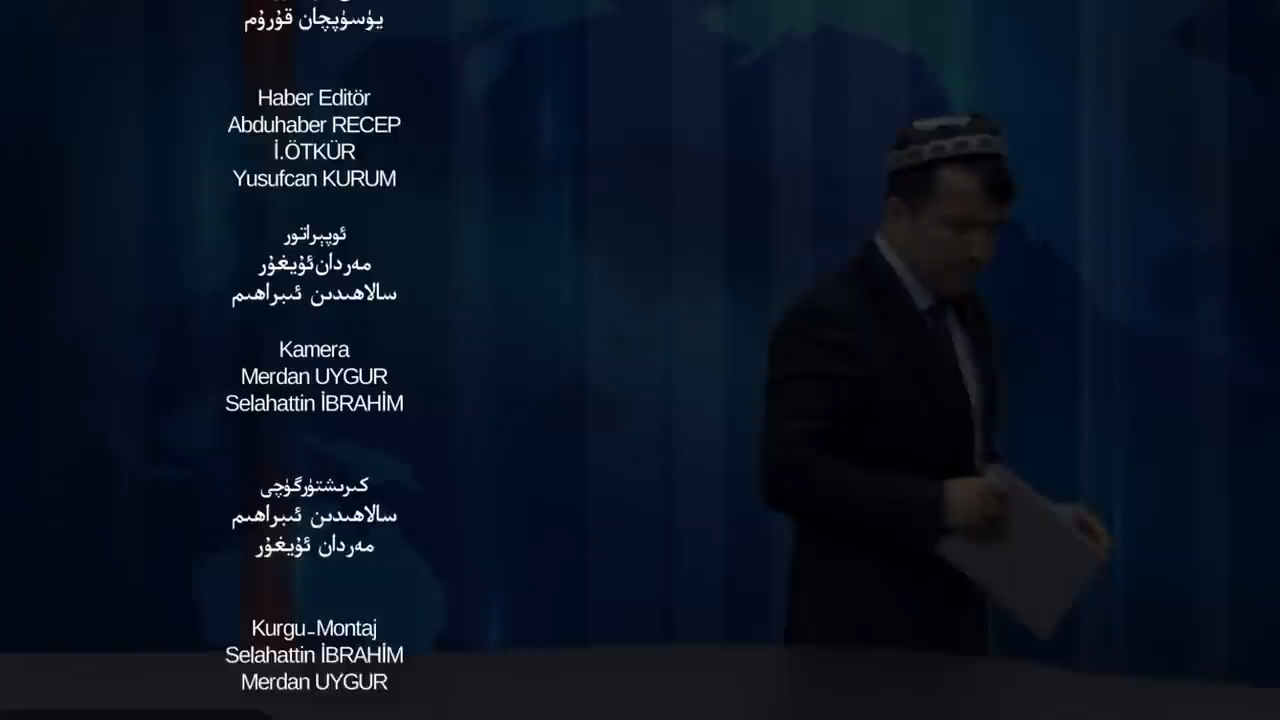 يۈسۈپچان قۇرۇم
Haber Editör
Abduhaber RECEP
İ.ÖTKÜR
Yusufcan KURUM
ئوپېراتور
مەردان ئۇيغۇر
سالاھىدىن ئىبراھىم
Kamera
Merdan UYGUR
Selahattin İBRAHİM
كىرىشتۈرگۈچى
سالاھىدىن ئىبراھىم
مەردان ئۇيغۇر
Kurgu-Montaj
Selahattin İBRAHİM
Merdan UYGUR